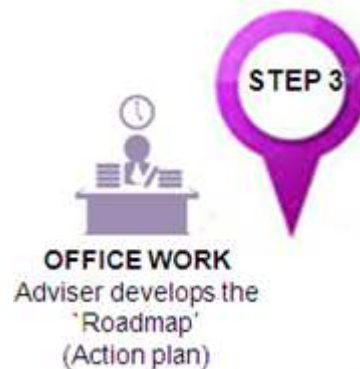 STEP 3
OFFICE WORK
Adviser develops the
`Roadmap'
(Action plan)